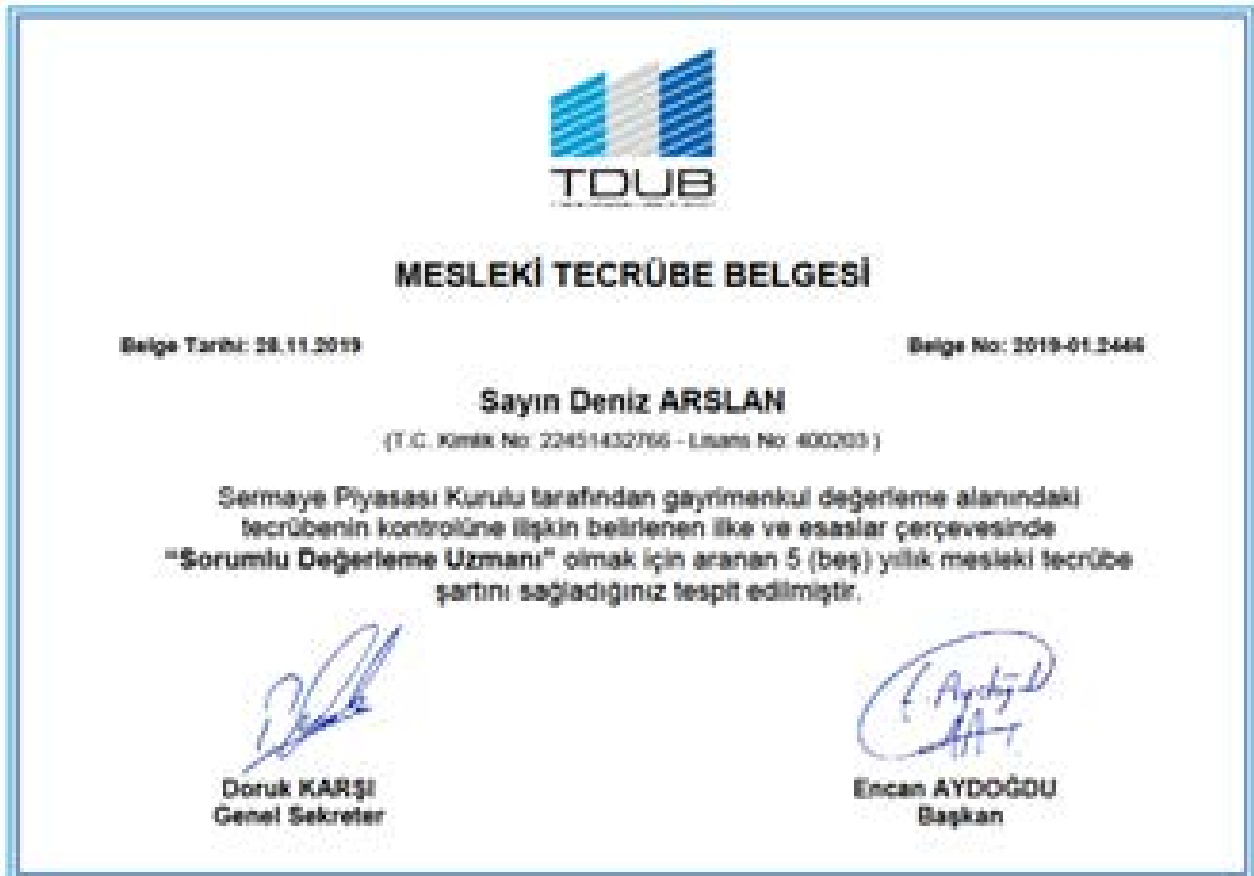 TDUB
MESLEKİ TECRÜBE BELGESİ
Belge Tarihi: 28.11.2019
Belge No: 2019-01.2446
Sayın Deniz ARSLAN
(T.C. Kimlik No: 22451432766 - Lisans No: 400203 )
Sermaye Piyasası Kurulu tarafından gayrimenkul değerleme alanındaki
tecrübenin kontrolüne ilişkin belirlenen ilke ve esaslar çerçevesinde
"Sorumlu Değerleme Uzmanı" olmak için aranan 5 (beş) yıllık mesleki tecrübe
şartını sağladığınız tespit edilmiştir.
Doruk KARŞI
Genel Sekreter
Encan AYDOĞDU
Başkan